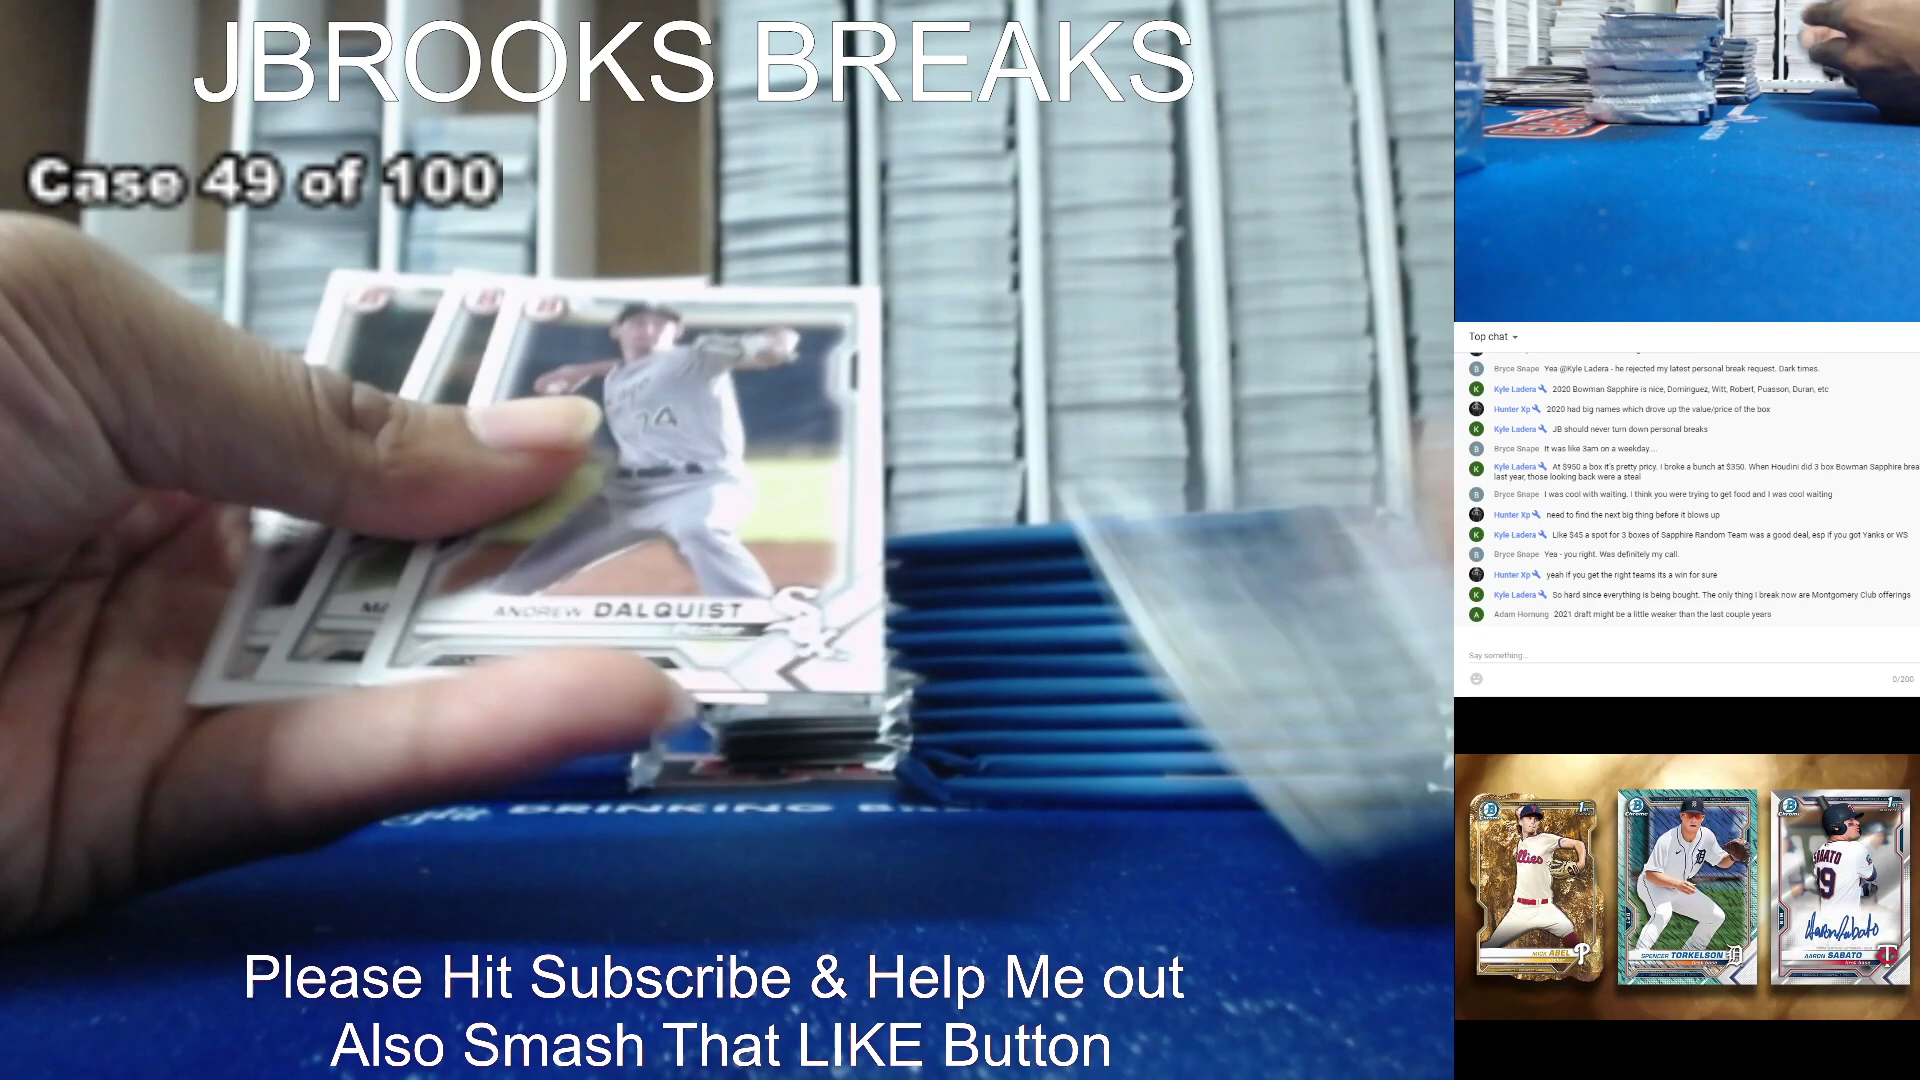 JBROOKS BREAKS
Case 49 of 100
74
ANDREW DALQUIST
DRINKING
Please Hit Subscribe & Help Me out
Also Smash That LIKE Button
Top chat
Bryce Snape Yea @Kyle Ladera - he rejected my latest personal break request. Dark times.
Kyle Ladera 2020 Bowman Sapphire is nice, Dominguez, Witt, Robert, Puasson, Duran, etc
Hunter Xp 2020 had big names which drove up the value/price of the box
Kyle Ladera JB should never turn down personal breaks
Bryce Snape It was like 3am on a weekday....
Kyle Ladera At $950 a box it's pretty pricy. I broke a bunch at $350. When Houdini did 3 box Bowman Sapphire brea
last year, those looking back were a steal
Bryce Snape I was cool with waiting. I think you were trying to get food and I was cool waiting
Hunter Xp need to find the next big thing before it blows up
Kyle Ladera Like $45 a spot for 3 boxes of Sapphire Random Team was a good deal, esp if you got Yanks or WS
Bryce Snape Yea - you right. Was definitely my call.
Hunter Xp yeah if you get the right teams its a win for sure
Kyle Ladera So hard since everything is being bought. The only thing I break now are Montgomery Club offerings
Adam Hornung 2021 draft might be a little weaker than the last couple years
Say something...
0/200
MICK ABEL
SPENCER TORKELSON
19
AARON SABATO